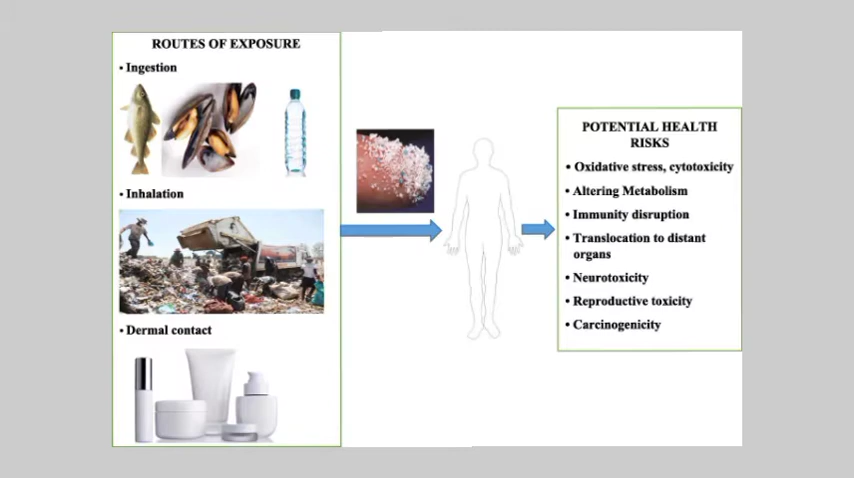 ROUTES OF EXPOSURE
• Ingestion
• Inhalation
• Dermal contact
POTENTIAL HEALTH
RISKS
• Oxidative stress, cytotoxicity
• Altering Metabolism
• Immunity disruption
• Translocation to distant
organs
• Neurotoxicity
• Reproductive toxicity
• Carcinogenicity